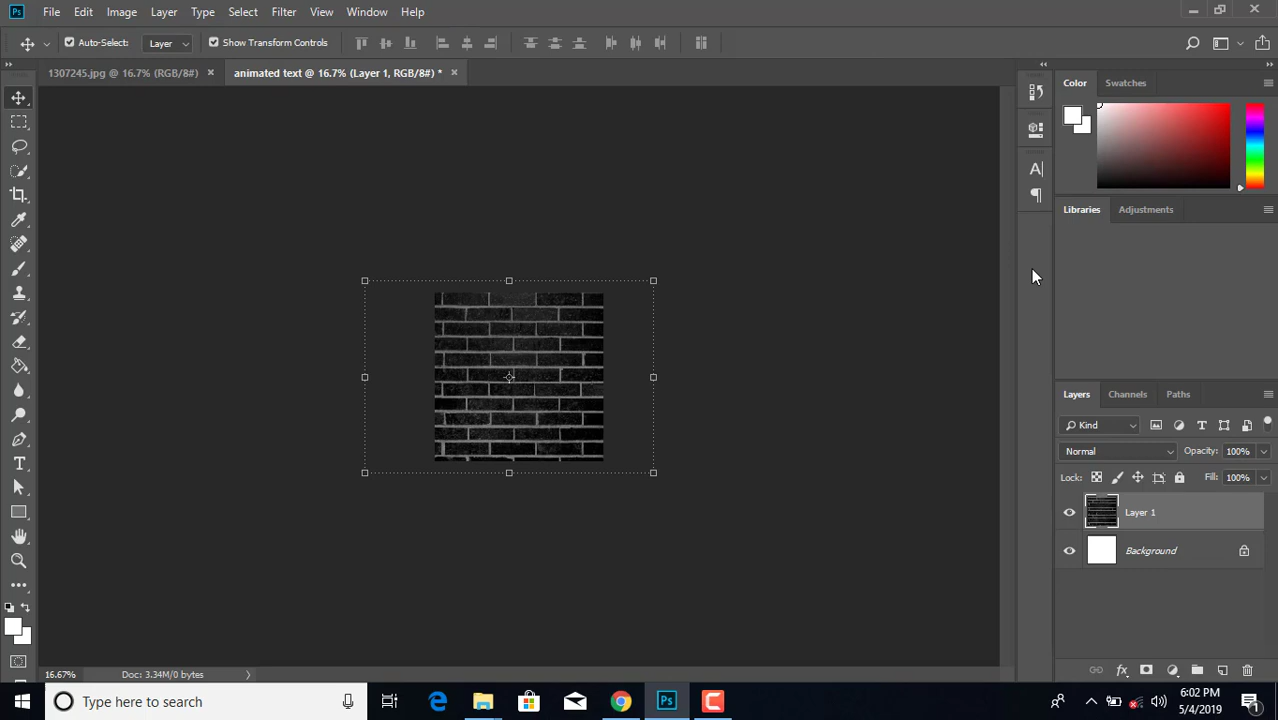 Ps File Edit Image Layer Type Select Filter View Window Help
Auto-Select: Layer Show Transform Controls
1307245.jpg @ 16.7% (RGB/8#) × animated text @ 16.7% (Layer 1, RGB/8#) * ×
Color Swatches
Libraries Adjustments
Layers Channels Paths
Kind
Normal Opacity: 100%
Lock: Fill: 100%
Layer 1
Background
16.67% Doc: 3.34M/0 bytes
Type here to search
Ps
6:02 PM
5/4/2019
1